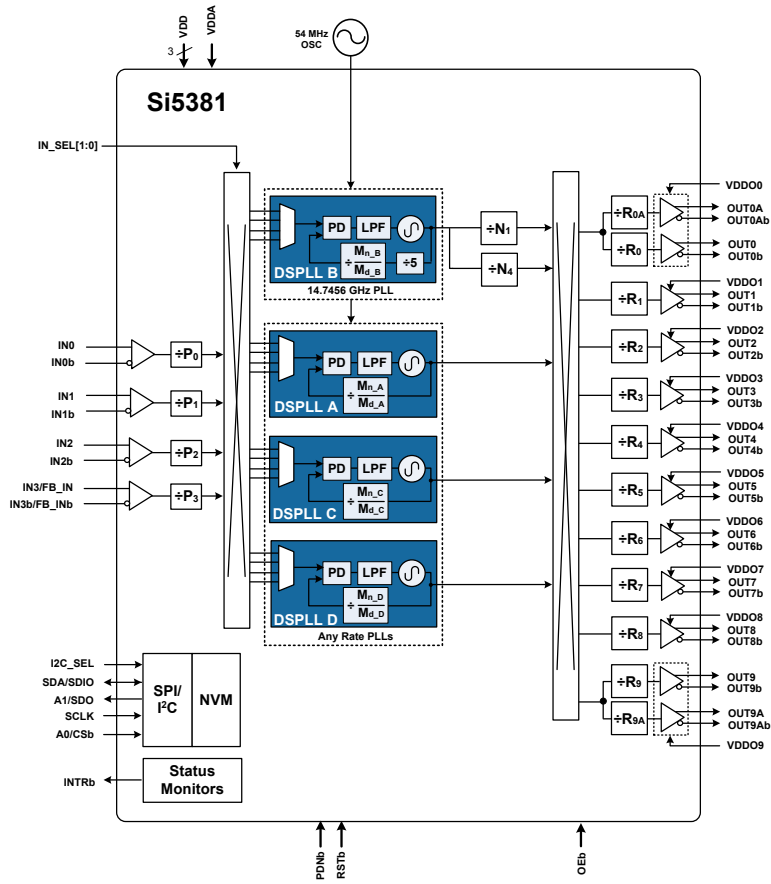 VDD
VDDA
3
54 MHz
OSC
Si5381
IN_SEL[1:0]
PD
LPF
÷ Mn_B
Md_B
÷5
DSPLL B
14.7456 GHz PLL
÷N1
÷N4
IN0
IN0b
÷P0
IN1
IN1b
÷P1
IN2
IN2b
÷P2
IN3/FB_IN
IN3b/FB_INb
÷P3
PD
LPF
÷ Mn_A
Md_A
DSPLL A
PD
LPF
÷ Mn_C
Md_C
DSPLL C
PD
LPF
÷ Mn_D
Md_D
DSPLL D
Any Rate PLLs
÷R0A
÷R0
VDDO0
OUT0A
OUT0Ab
OUT0
OUT0b
÷R1
VDDO1
OUT1
OUT1b
÷R2
VDDO2
OUT2
OUT2b
÷R3
VDDO3
OUT3
OUT3b
÷R4
VDDO4
OUT4
OUT4b
÷R5
VDDO5
OUT5
OUT5b
÷R6
VDDO6
OUT6
OUT6b
÷R7
VDDO7
OUT7
OUT7b
÷R8
VDDO8
OUT8
OUT8b
÷R9
OUT9
OUT9b
÷R9A
OUT9A
OUT9Ab
VDDO9
I2C_SEL
SDA/SDIO
A1/SDO
SCLK
A0/CSb
SPI/
I²C
NVM
INTRb
Status
Monitors
PDNb
RSTb
OEb